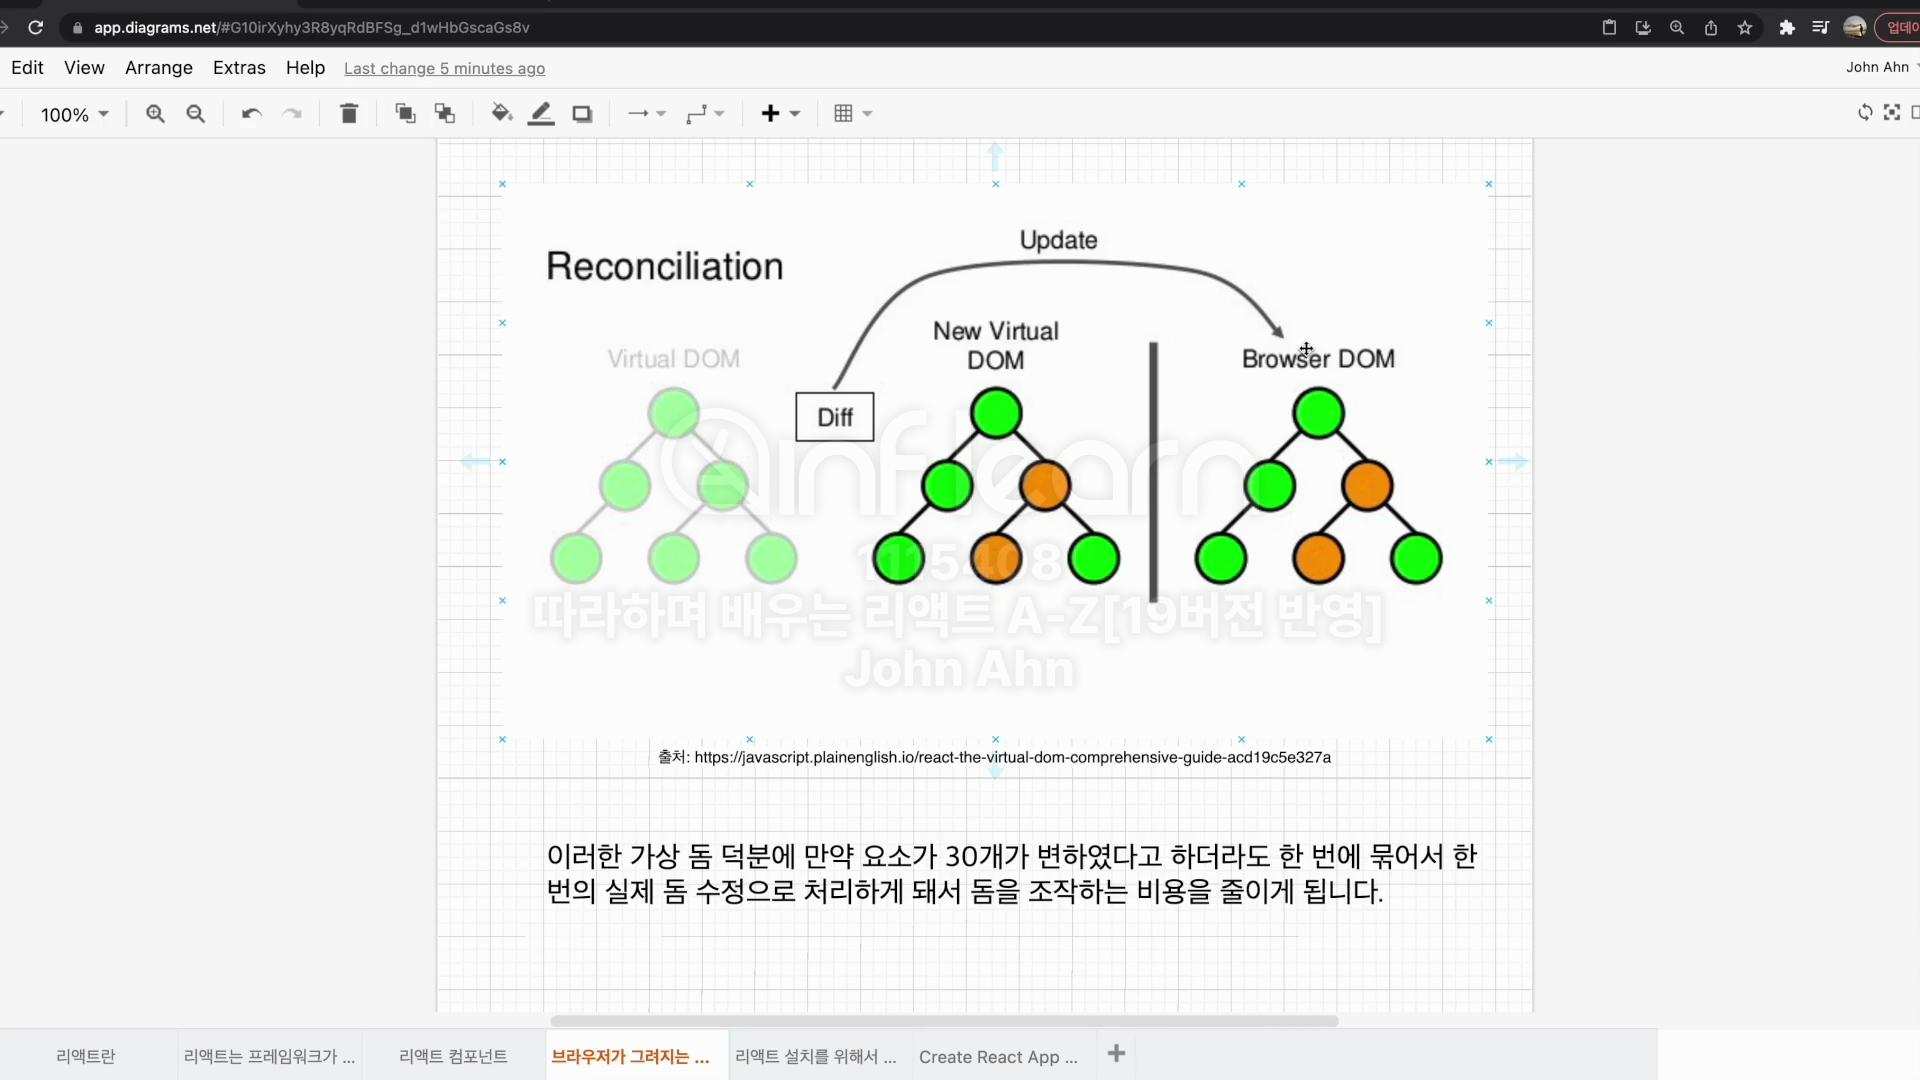 app.diagrams.net/#G10irXyhy3R8yqRdBFSg_d1wHbGscaGs8v
업데이
Edit View Arrange Extras Help Last change 5 minutes ago
John Ahn
100%
Update
Reconciliation
New Virtual
DOM
Virtual DOM
Browser DOM
Diff
inflearn
1115408
따라하며 배우는 리액트 A-Z[19버전 반영]
John Ahn
출처: https://javascript.plainenglish.io/react-the-virtual-dom-comprehensive-guide-acd19c5e327a
이러한 가상 돔 덕분에 만약 요소가 30개가 변하였다고 하더라도 한 번에 묶어서 한
번의 실제 돔 수정으로 처리하게 돼서 돔을 조작하는 비용을 줄이게 됩니다.
리액트란 리액트는 프레임워크가 ... 리액트 컴포넌트 브라우저가 그려지는 ... 리액트 설치를 위해서 ... Create React App ...